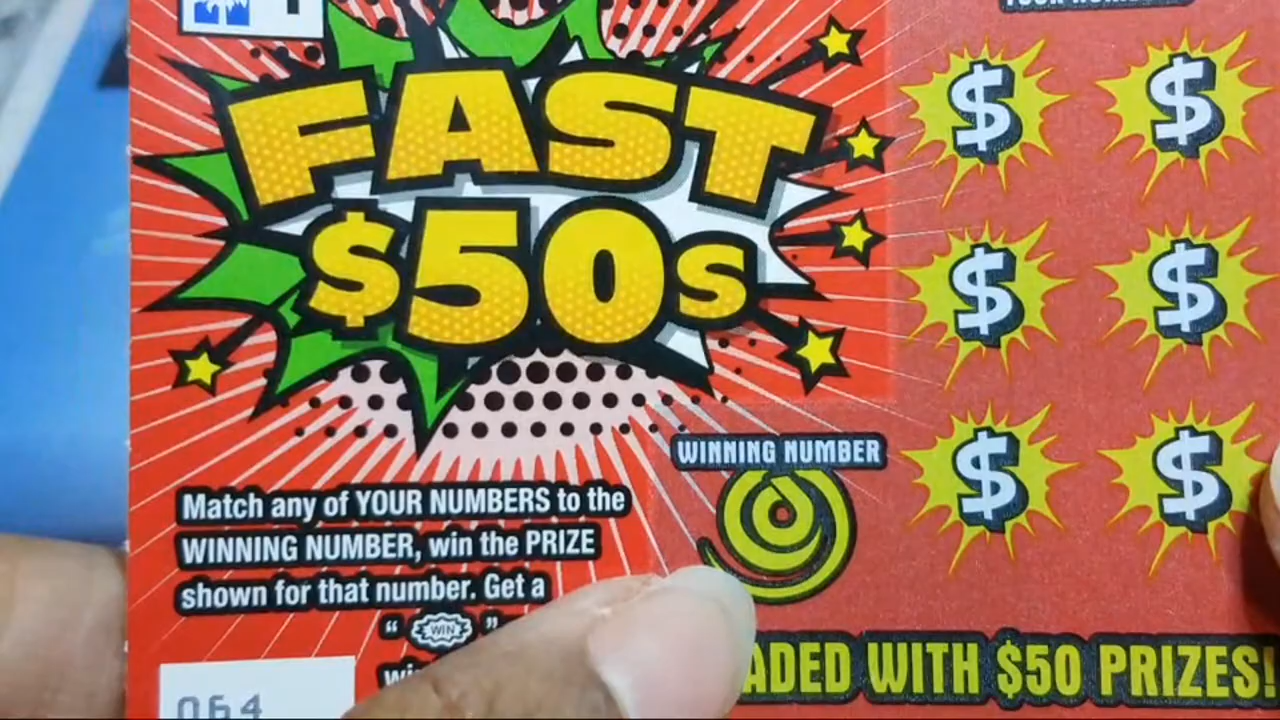 FAST
$50s
$ $
$ $
$ $
WINNING NUMBER
Match any of YOUR NUMBERS to the
WINNING NUMBER, win the PRIZE
shown for that number. Get a
" WIN "
ADED WITH $50 PRIZES!
064